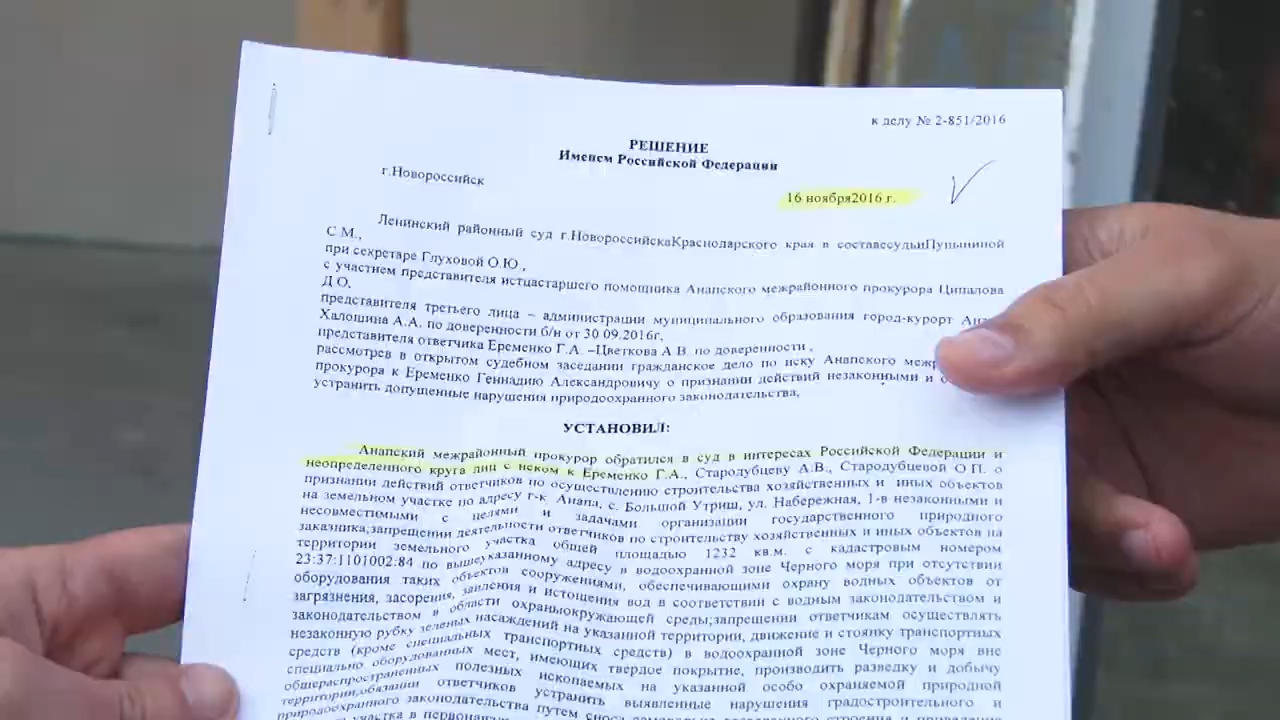 к делу № 2-851/2016
РЕШЕНИЕ
Именем Российской Федерации
г.Новороссийск
16 ноября2016 г.
Ленинский районный суд г.НовороссийскаКраснодарского края в составесудьиПупыниной
С М.,
при секретаре Глуховой О.Ю.,
с участием представителя истцастаршего помощника Анапского межрайонного прокурора Ципалова
Д О.
представителя третьего лица – администрации муниципального образования город-курорт
Халошина А.А. по доверенности б/н от 30 09.2016г,
представителя ответчика Еременко Г.А. –Цветкова А В. по доверенности ,
рассмотрев в открытом судебном заседании гражданское дело по иску Анапского
прокурора к Еременко Геннадию Александровичу о признании действий незаконными и
устранить допущенные нарушения природоохранного законодательства,
УСТАНОВИЛ:
Анапский межрайонный прокурор обратился в суд в интересах Российской Федерации и
неопределенного круга лиц с иском к Еременко Г.А., Стародубцеву А.В., Стародубцевой О П. о
признании действий ответчиков по осуществлению строительства хозяйственных и иных объектов
на земельном участке по адресу г-к Анапа, с. Большой Утриш, ул. Набережная, 1-в незаконными и
несовместимыми с целями и задачами организации государственного природного
заказника;запрещении деятельности ответчиков по строительству хозяйственных и иных объектов на
территории земельного участка общей площадью 1232 кв.м. с кадастровым номером
23:37:1107002:84 по вышеуказанному адресу в водоохранной зоне Черного моря при отсутствии
оборудования таких объектов сооружениями, обеспечивающими охрану водных объектов от
загрязнения, засорения, заиления и истощения вод в соответствии с водным законодательством и
законодательством в области охраныокружающей среды;запрещении ответчикам осуществлять
незаконную рубку зеленых насаждений на указанной территории, движение и стоянку транспортных
средств (кроме специальных транспортных средств) в водоохранной зоне Черного моря вне
специально оборудованных мест, имеющих твердое покрытие, производить разведку и добычу
общераспространенных полезных ископаемых на указанной особо охраняемой природной
территории,обязании ответчиков устранить выявленные нарушения градостроительного и
природоохранного законодательства путем сноса самовольно возведенного строения и приведения
участка в